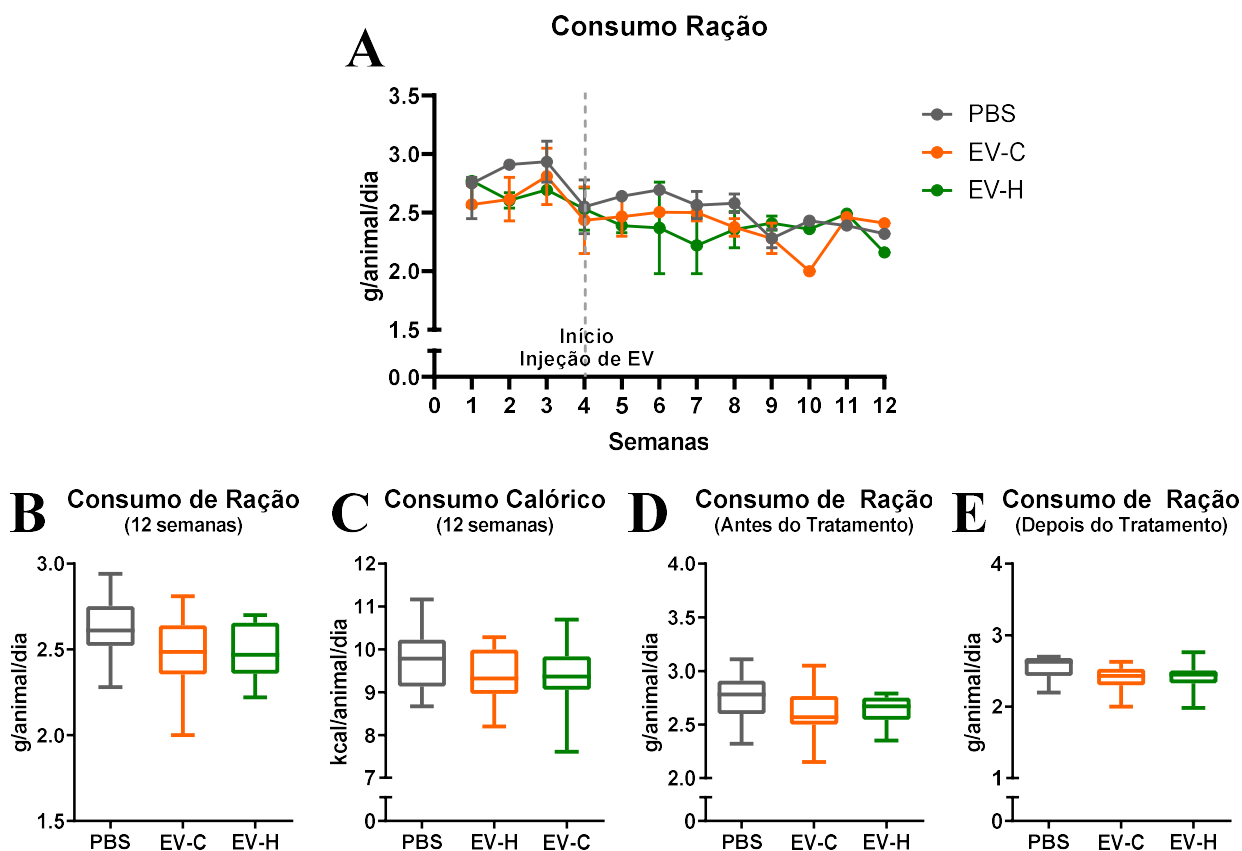 A
Consumo Ração
3.5
3.0
2.5
2.0
1.5
0.0
g/animal/dia
Início
Injeção de EV
0 1 2 3 4 5 6 7 8 9 10 11 12
Semanas
PBS
EV-C
EV-H
B
Consumo de Ração
(12 semanas)
3.0
2.5
2.0
1.5
g/animal/dia
PBS EV-C EV-H
C
Consumo Calórico
(12 semanas)
12
11
10
9
8
7
0
kcal/animal/dia
PBS EV-H EV-C
D
Consumo de Ração
(Antes do Tratamento)
4.0
3.5
3.0
2.5
2.0
0
g/animal/dia
PBS EV-C EV-H
E
Consumo de Ração
(Depois do Tratamento)
4
3
2
1
0
g/animal/dia
PBS EV-C EV-H